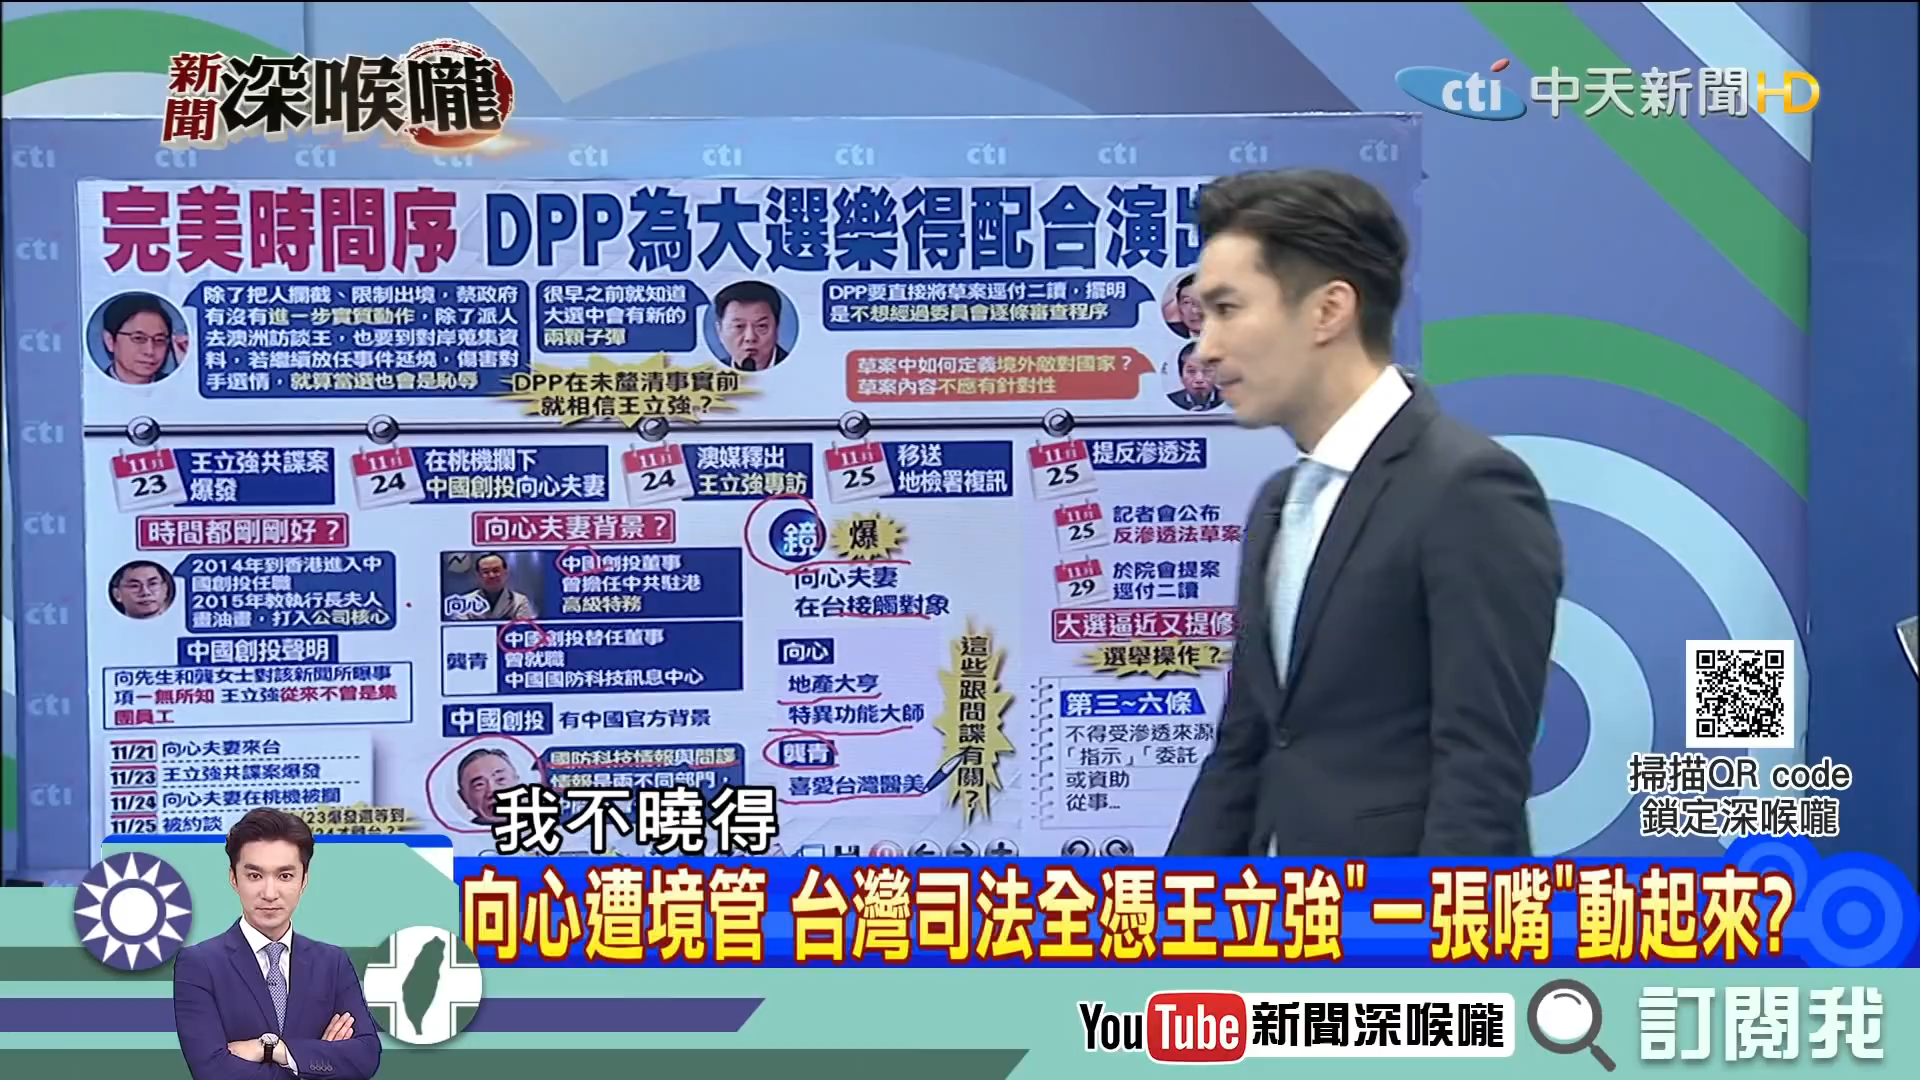 新聞深喉嚨
cti 中天新聞HD
完美時間序 DPP為大選樂得配合演出
除了把人攔截、限制出境,蔡政府
有沒有進一步實質動作,除了派人
去澳洲訪談王,也要到對岸蒐集資
料,若繼續放任事件延燒,傷害對
手選情,就算當選也會是恥辱
很早之前就知道
大選中會有新的
兩顆子彈
DPP要直接將草案逕付二讀,擺明
是不想經過委員會逐條審查程序
草案中如何定義境外敵對國家?
草案內容不應有針對性
DPP在未釐清事實前
就相信王立強?
11月
23
王立強共諜案
爆發
11月
24
在桃機攔下
中國創投向心夫妻
11月
24
澳媒釋出
王立強專訪
11月
25
移送
地檢署複訊
11月
25
提反滲透法
時間都剛剛好?
2014年到香港進入中
國創投任職
2015年教執行長夫人
畫油畫,打入公司核心
中國創投聲明
向先生和龔女士對該新聞所曝事
項一無所知 王立強從來不曾是集
團員工
11/21 向心夫妻來台
11/23 王立強共諜案爆發
11/24 向心夫妻在桃機被攔
11/25 被約談
/23爆發還等到
24才離台?
向心夫妻背景?
向心
中國創投董事
曾擔任中共駐港
高級特務
龔青
中國創投替任董事
曾就職
中國國防科技訊息中心
中國創投 有中國官方背景
國防科技情報與間諜
情報是兩不同部門,
鏡 爆
向心夫妻
在台接觸對象
向心
地產大亨
特異功能大師
龔青
喜愛台灣醫美
這些跟間諜有關?
11月
25
記者會公布
反滲透法草案
11月
29
於院會提案
逕付二讀
大選逼近又提修
選舉操作?
第三~六條
不得受滲透來源
「指示」「委託
或資助
從事...
掃描QR code
鎖定深喉嚨
我不曉得
向心遭境管 台灣司法全憑王立強"一張嘴"動起來?
YouTube 新聞深喉嚨
訂閱我